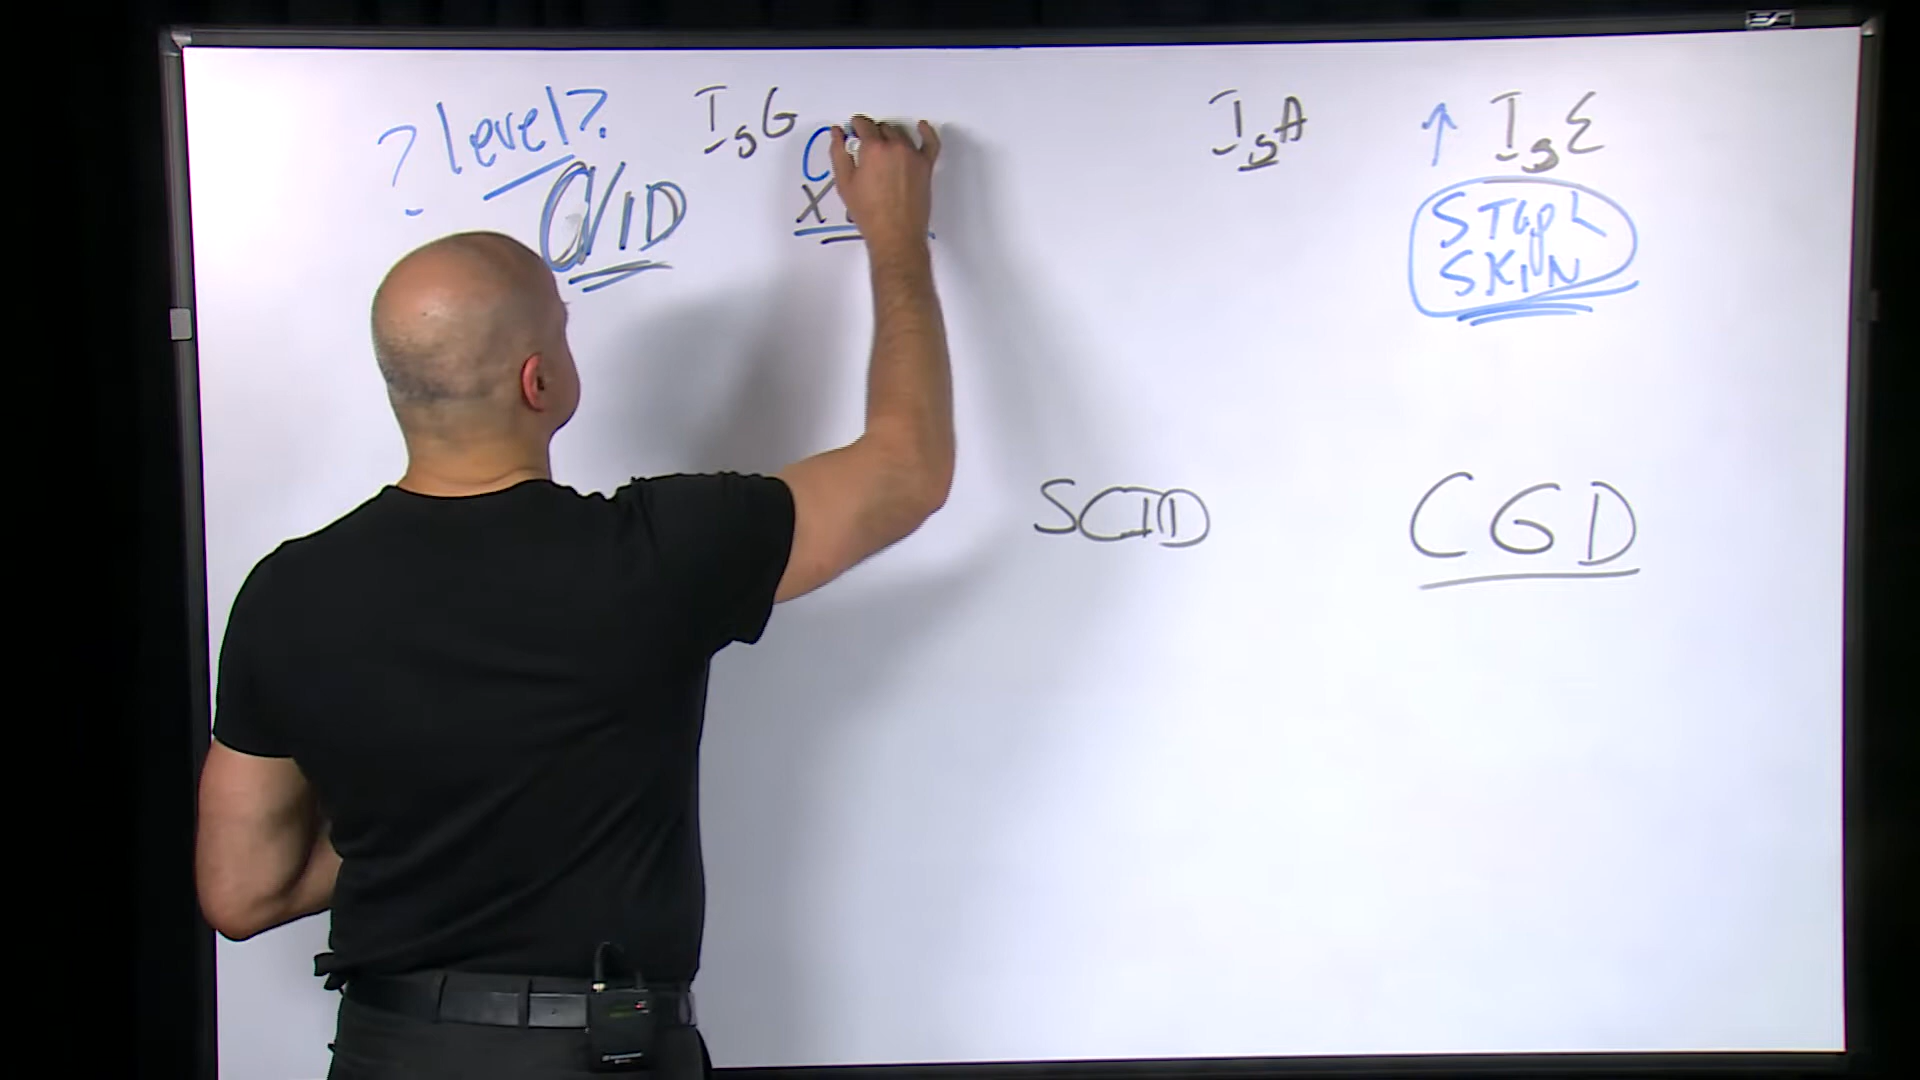 ? level?
IgG
IgA
↑ IgE
CVID
X
STaph
SKIN
SCID
CGD